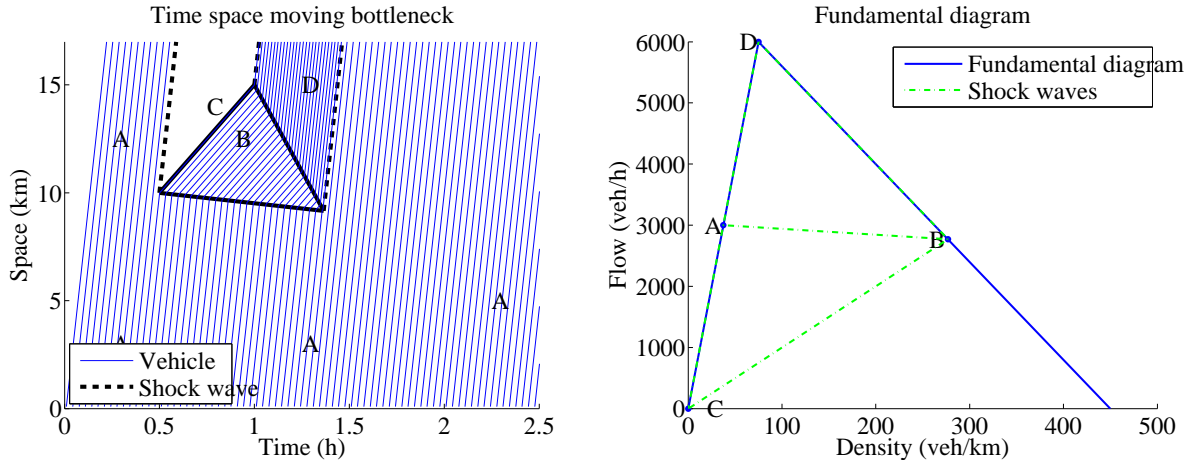 Time space moving bottleneck
Space (km)
15
10
5
0
A
C
B
D
A
A
A
Vehicle
Shock wave
0
0.5
1
1.5
2
2.5
Time (h)
Fundamental diagram
Flow (veh/h)
6000
5000
4000
3000
2000
1000
0
D
A
B
C
Fundamental diagram
Shock waves
0
100
200
300
400
500
Density (veh/km)